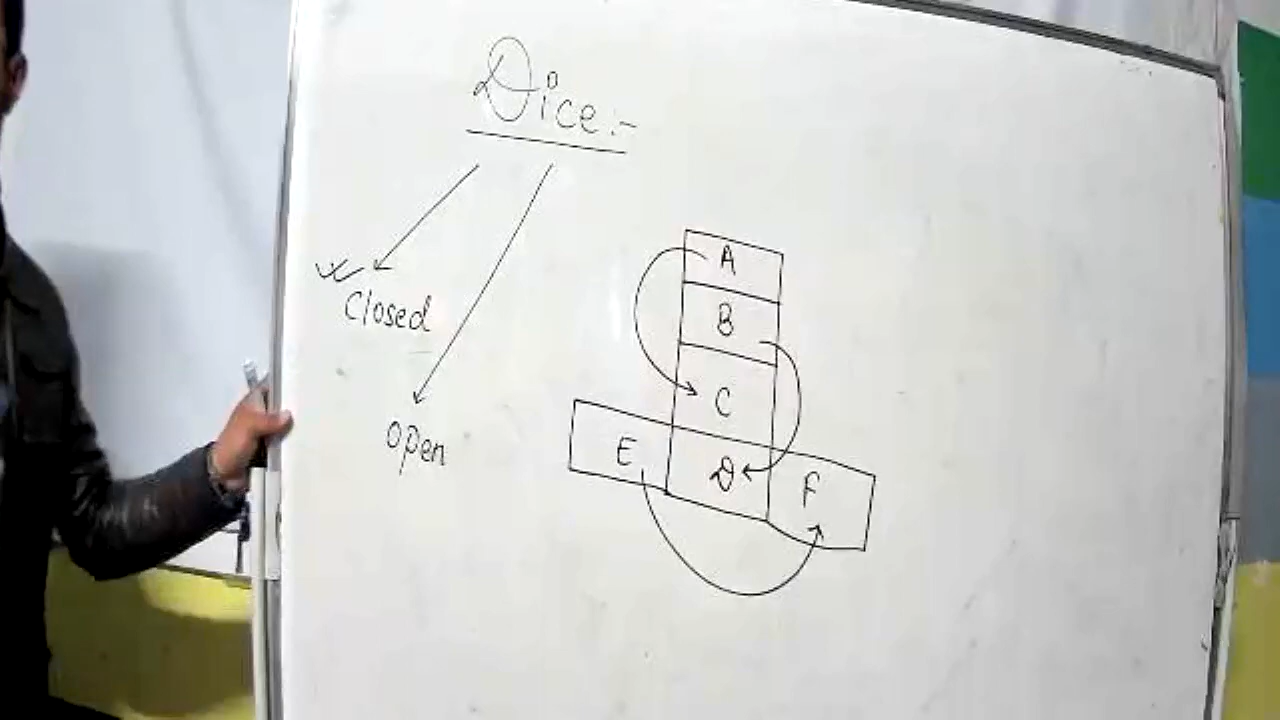 Dice:-
Closed
open
A
B
C
E D F